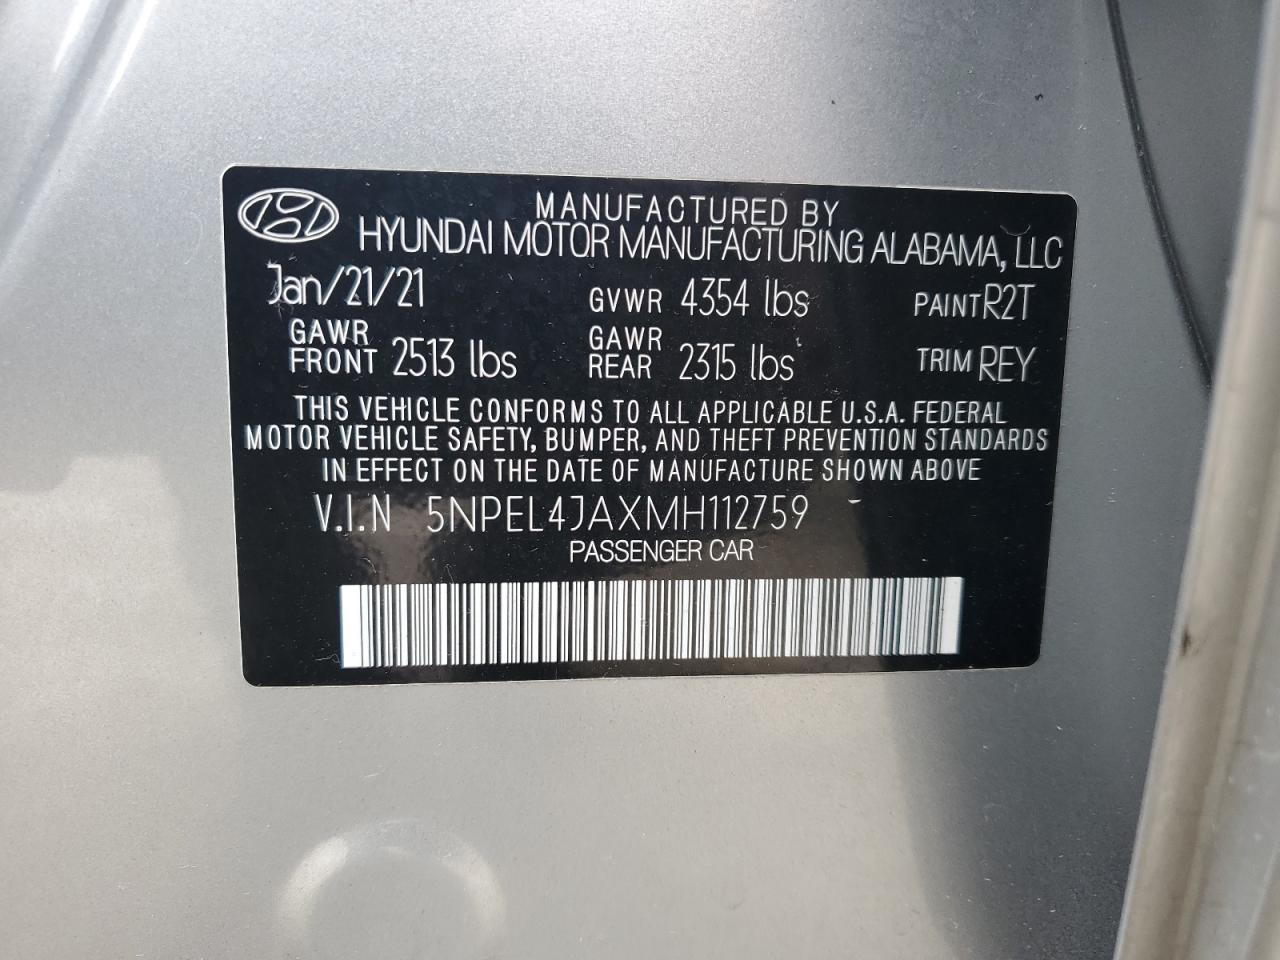 MANUFACTURED BY
HYUNDAI MOTOR MANUFACTURING ALABAMA, LLC
Jan/21/21 GVWR 4354 lbs PAINT R2T
GAWR FRONT 2513 lbs GAWR REAR 2315 lbs TRIM REY
THIS VEHICLE CONFORMS TO ALL APPLICABLE U.S.A. FEDERAL
MOTOR VEHICLE SAFETY, BUMPER, AND THEFT PREVENTION STANDARDS
IN EFFECT ON THE DATE OF MANUFACTURE SHOWN ABOVE
V.I.N 5NPEL4JAXMH112759
PASSENGER CAR